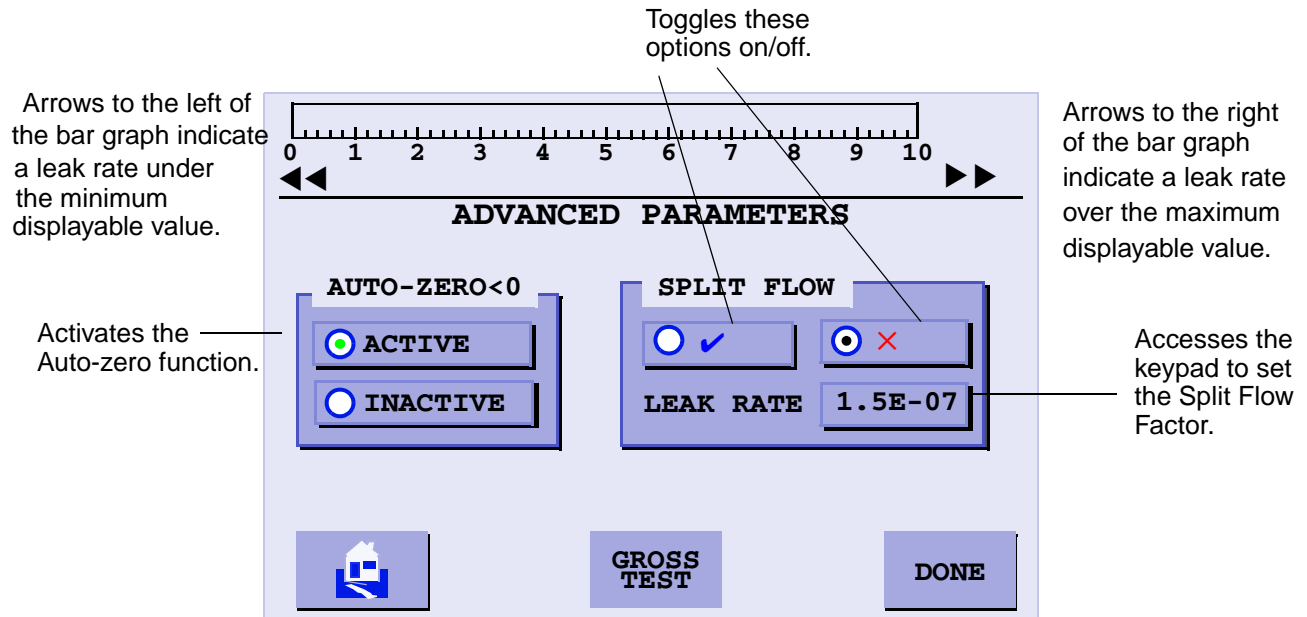 Toggles these
options on/off.
Arrows to the left of
the bar graph indicate
a leak rate under
the minimum
displayable value.
0 1 2 3 4 5 6 7 8 9 10
Arrows to the right
of the bar graph
indicate a leak rate
over the maximum
displayable value.
ADVANCED PARAMETERS
AUTO-ZERO<0
SPLIT FLOW
Activates the
Auto-zero function.
ACTIVE
INACTIVE
LEAK RATE 1.5E-07
Accesses the
keypad to set
the Split Flow
Factor.
GROSS
TEST
DONE